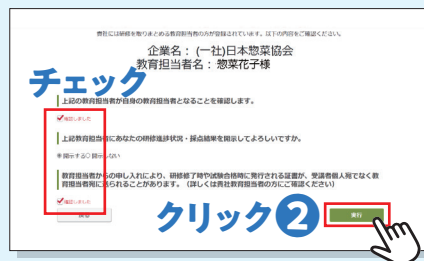 貴社には研修を取りまとめる教育担当者の方が登録されています。以下の内容をご確認ください。
企業名： (一社)日本惣菜協会
教育担当者名： 惣菜花子様
チェック
上記の教育担当者が自身の教育担当者となることを確認します。
確認しました
上記教育担当者にあなたの研修進捗状況・採点結果を開示してよろしいですか。
開示する 開示しない
教育担当者からの申し入れにより、研修修了時や試験合格時に発行される証書が、受講者個人宛でなく教
育担当者宛に送られることがあります。（詳しくは貴社教育担当者の方にご確認ください）
確認しました
戻る
クリック2
実行